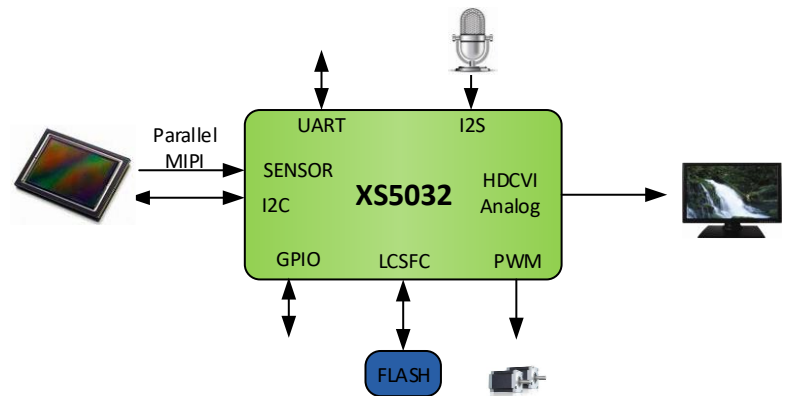 UART
I2S
Parallel
MIPI
SENSOR
I2C
XS5032
HDCVI
Analog
GPIO
LCSFC
PWM
FLASH